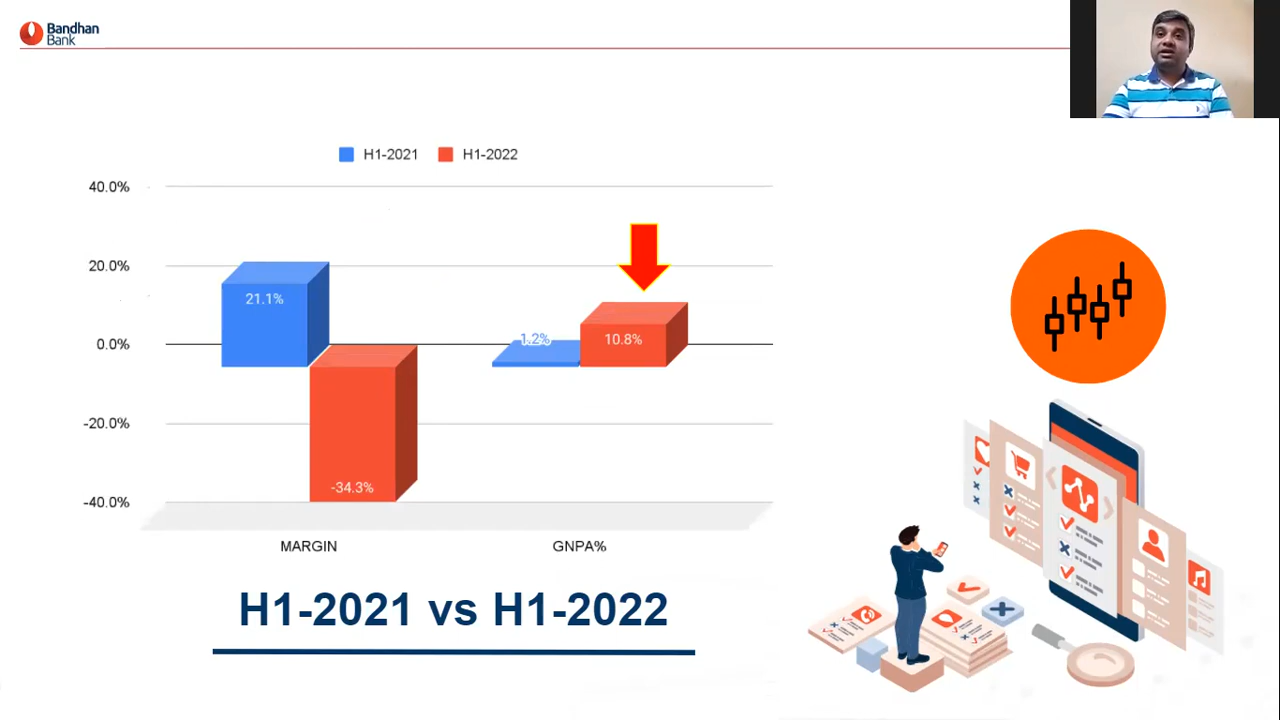 Bandhan
Bank
H1-2021 H1-2022
40.0%
20.0%
0.0%
-20.0%
-40.0%
21.1%
-34.3%
1.2%
10.8%
MARGIN GNPA%
H1-2021 vs H1-2022